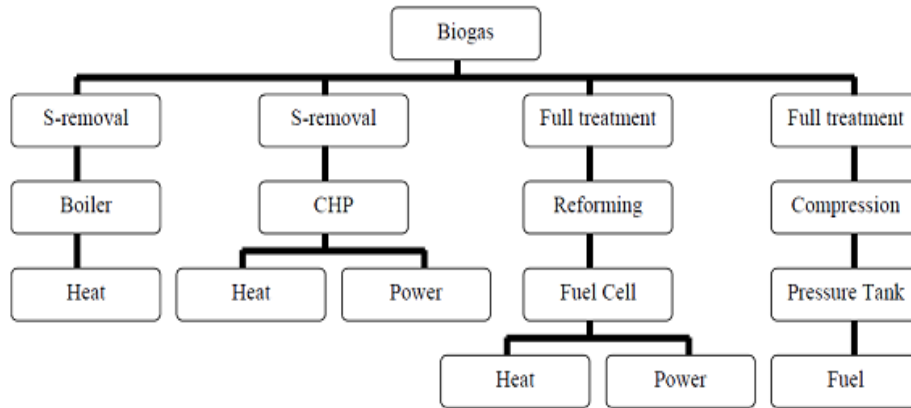 Biogas
S-removal
S-removal
Full treatment
Full treatment
Boiler
CHP
Reforming
Compression
Heat
Heat
Power
Fuel Cell
Pressure Tank
Heat
Power
Fuel